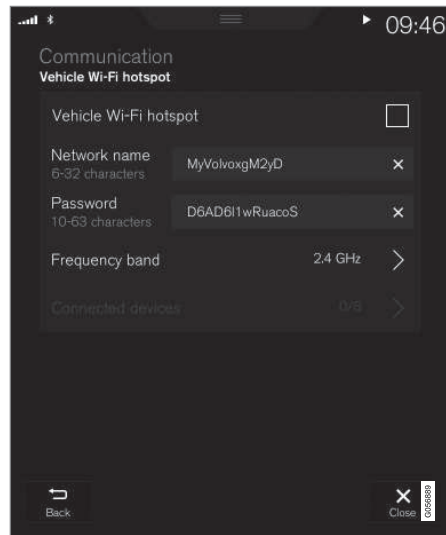 09:46
Communication
Vehicle Wi-Fi hotspot
Vehicle Wi-Fi hotspot
Network name
6-32 characters
MyVolvoxgM2yD
Password
10-63 characters
D6AD6I1wRuacoS
Frequency band
2.4 GHz
Connected devices
0/8
Back
Close
G056889